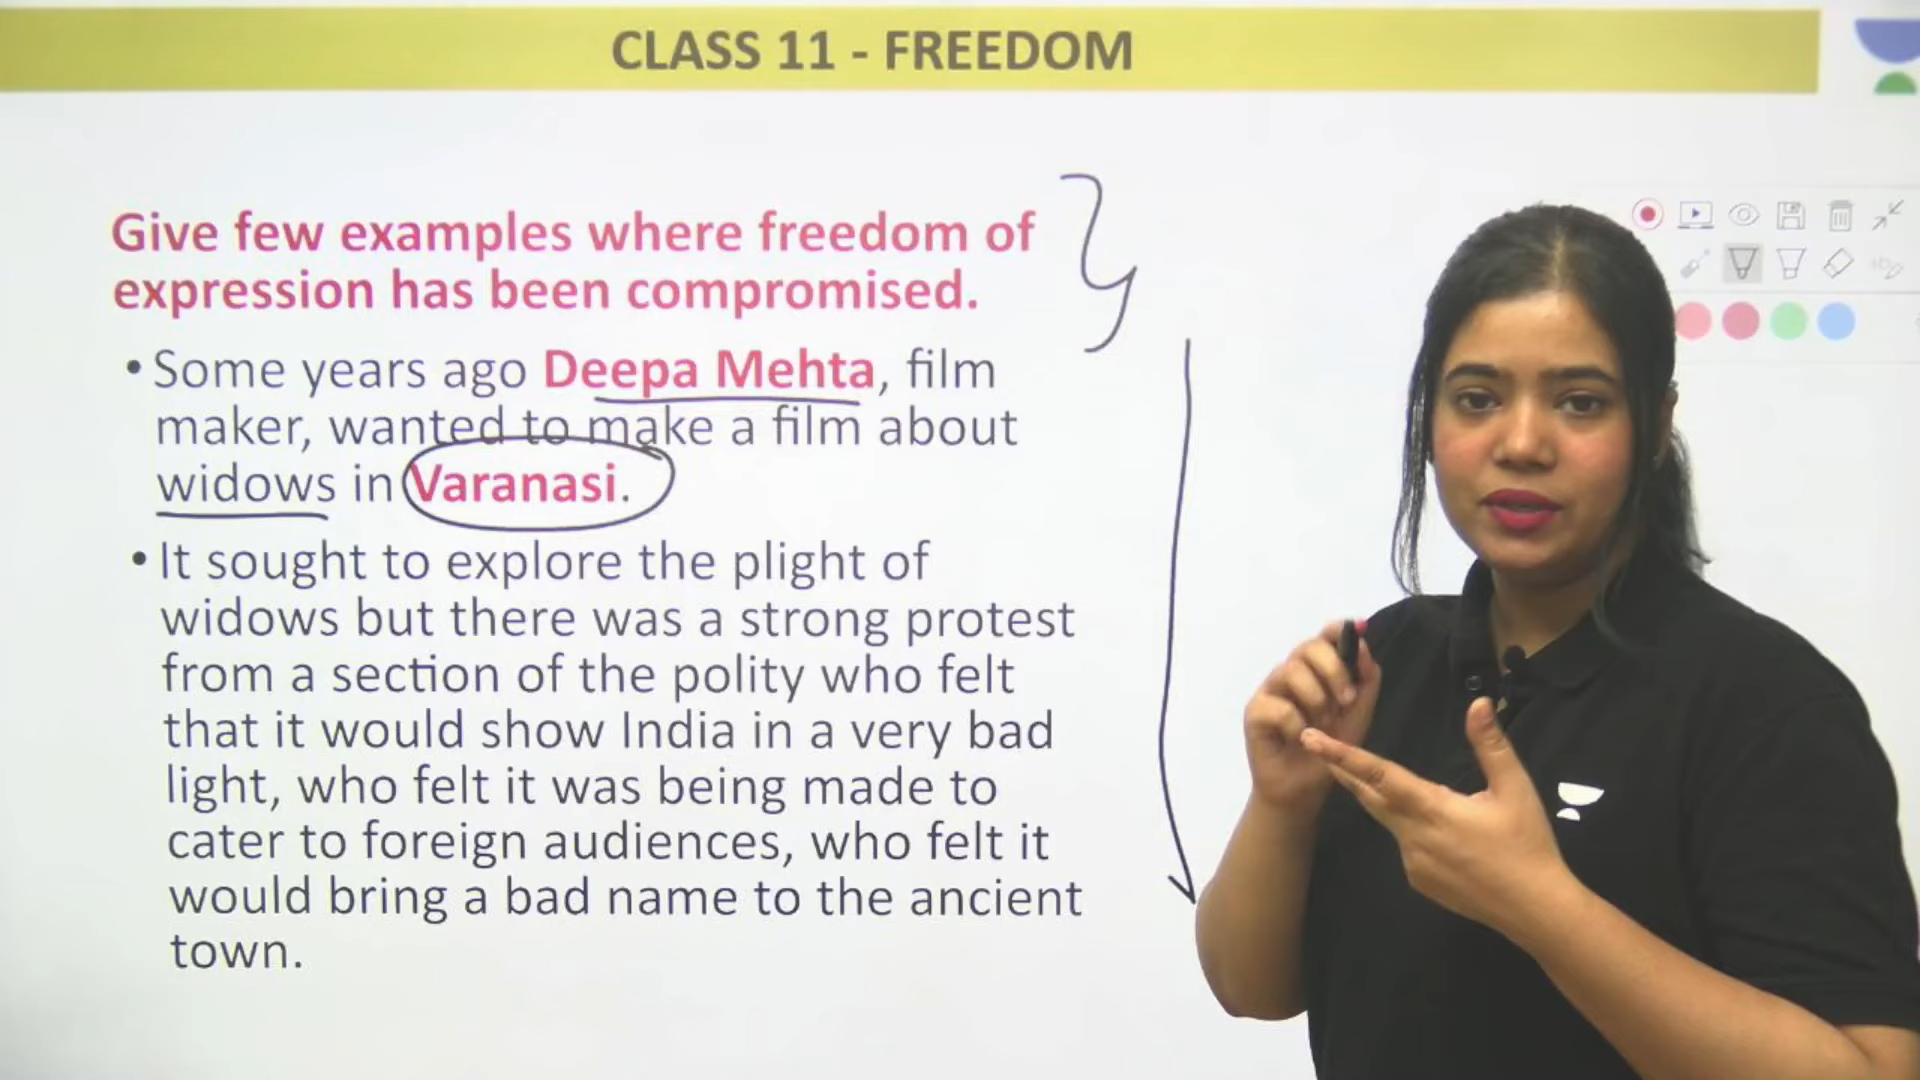 CLASS 11 - FREEDOM
Give few examples where freedom of
expression has been compromised.
• Some years ago Deepa Mehta, film
maker, wanted to make a film about
widows in Varanasi.
• It sought to explore the plight of
widows but there was a strong protest
from a section of the polity who felt
that it would show India in a very bad
light, who felt it was being made to
cater to foreign audiences, who felt it
would bring a bad name to the ancient
town.